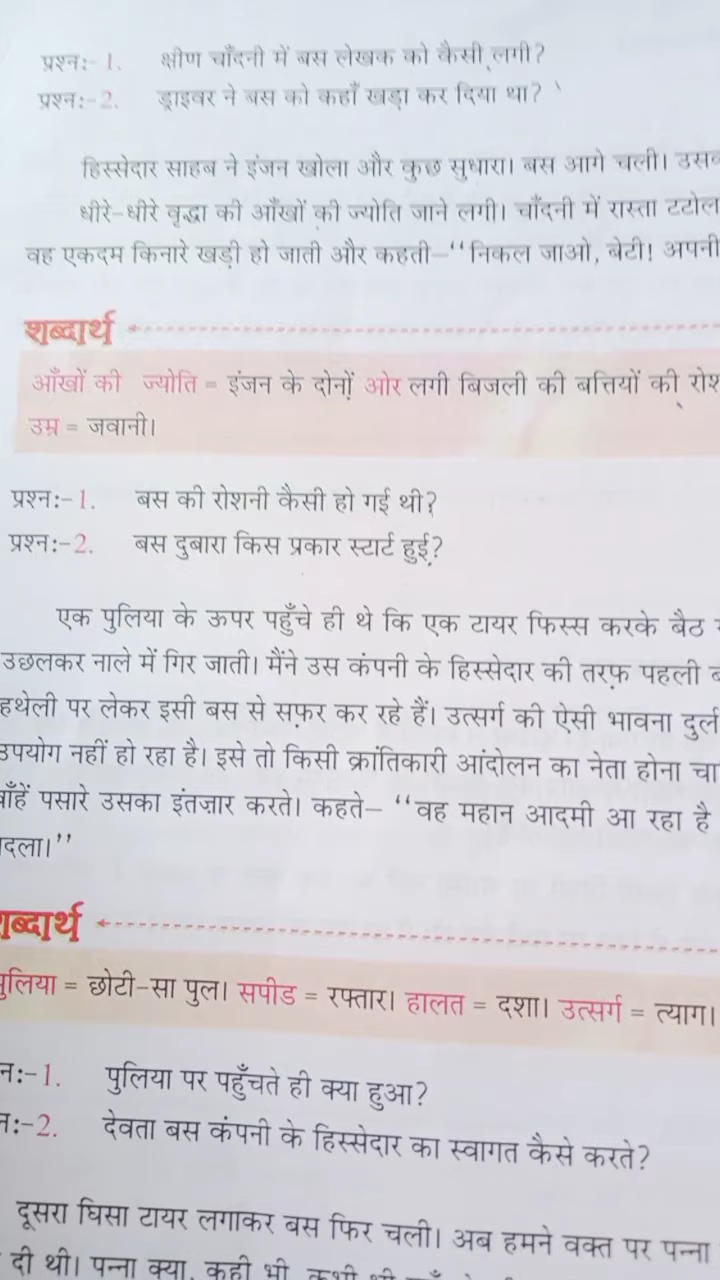 प्रश्नः- 1. क्षीण चाँदनी में बस लेखक को कैसी लगी?
प्रश्नः-2. ड्राइवर ने बस को कहाँ खड़ा कर दिया था?
हिस्सेदार साहब ने इंजन खोला और कुछ सुधारा। बस आगे चली।
धीरे-धीरे वृद्धा की आँखों की ज्योति जाने लगी। चाँदनी में रास्ता टटोल
वह एकदम किनारे खड़ी हो जाती और कहती–‘‘निकल जाओ, बेटी! अपनी
शब्दार्थ
आँखों की ज्योति = इंजन के दोनों ओर लगी बिजली की बत्तियों की
उम्र = जवानी।
प्रश्नः-1. बस की रोशनी कैसी हो गई थी?
प्रश्नः-2. बस दुबारा किस प्रकार स्टार्ट हुई?
एक पुलिया के ऊपर पहुँचे ही थे कि एक टायर फिस्स करके बैठ
उछलकर नाले में गिर जाती। मैंने उस कंपनी के हिस्सेदार की तरफ़ पहली
हथेली पर लेकर इसी बस से सफ़र कर रहे हैं। उत्सर्ग की ऐसी भावना
उपयोग नहीं हो रहा है। इसे तो किसी क्रांतिकारी आंदोलन का नेता होना
पसारे उसका इंतज़ार करते। कहते– ‘‘वह महान आदमी आ रहा है
दला।’’
शब्दार्थ
पुलिया = छोटी-सा पुल। सपीड = रफ्तार। हालत = दशा। उत्सर्ग = त्याग।
नः-1. पुलिया पर पहुँचते ही क्या हुआ?
नः-2. देवता बस कंपनी के हिस्सेदार का स्वागत कैसे करते?
दूसरा घिसा टायर लगाकर बस फिर चली। अब हमने वक्त पर पन्ना
दी थी। पन्ना क्या, कहीं भी,